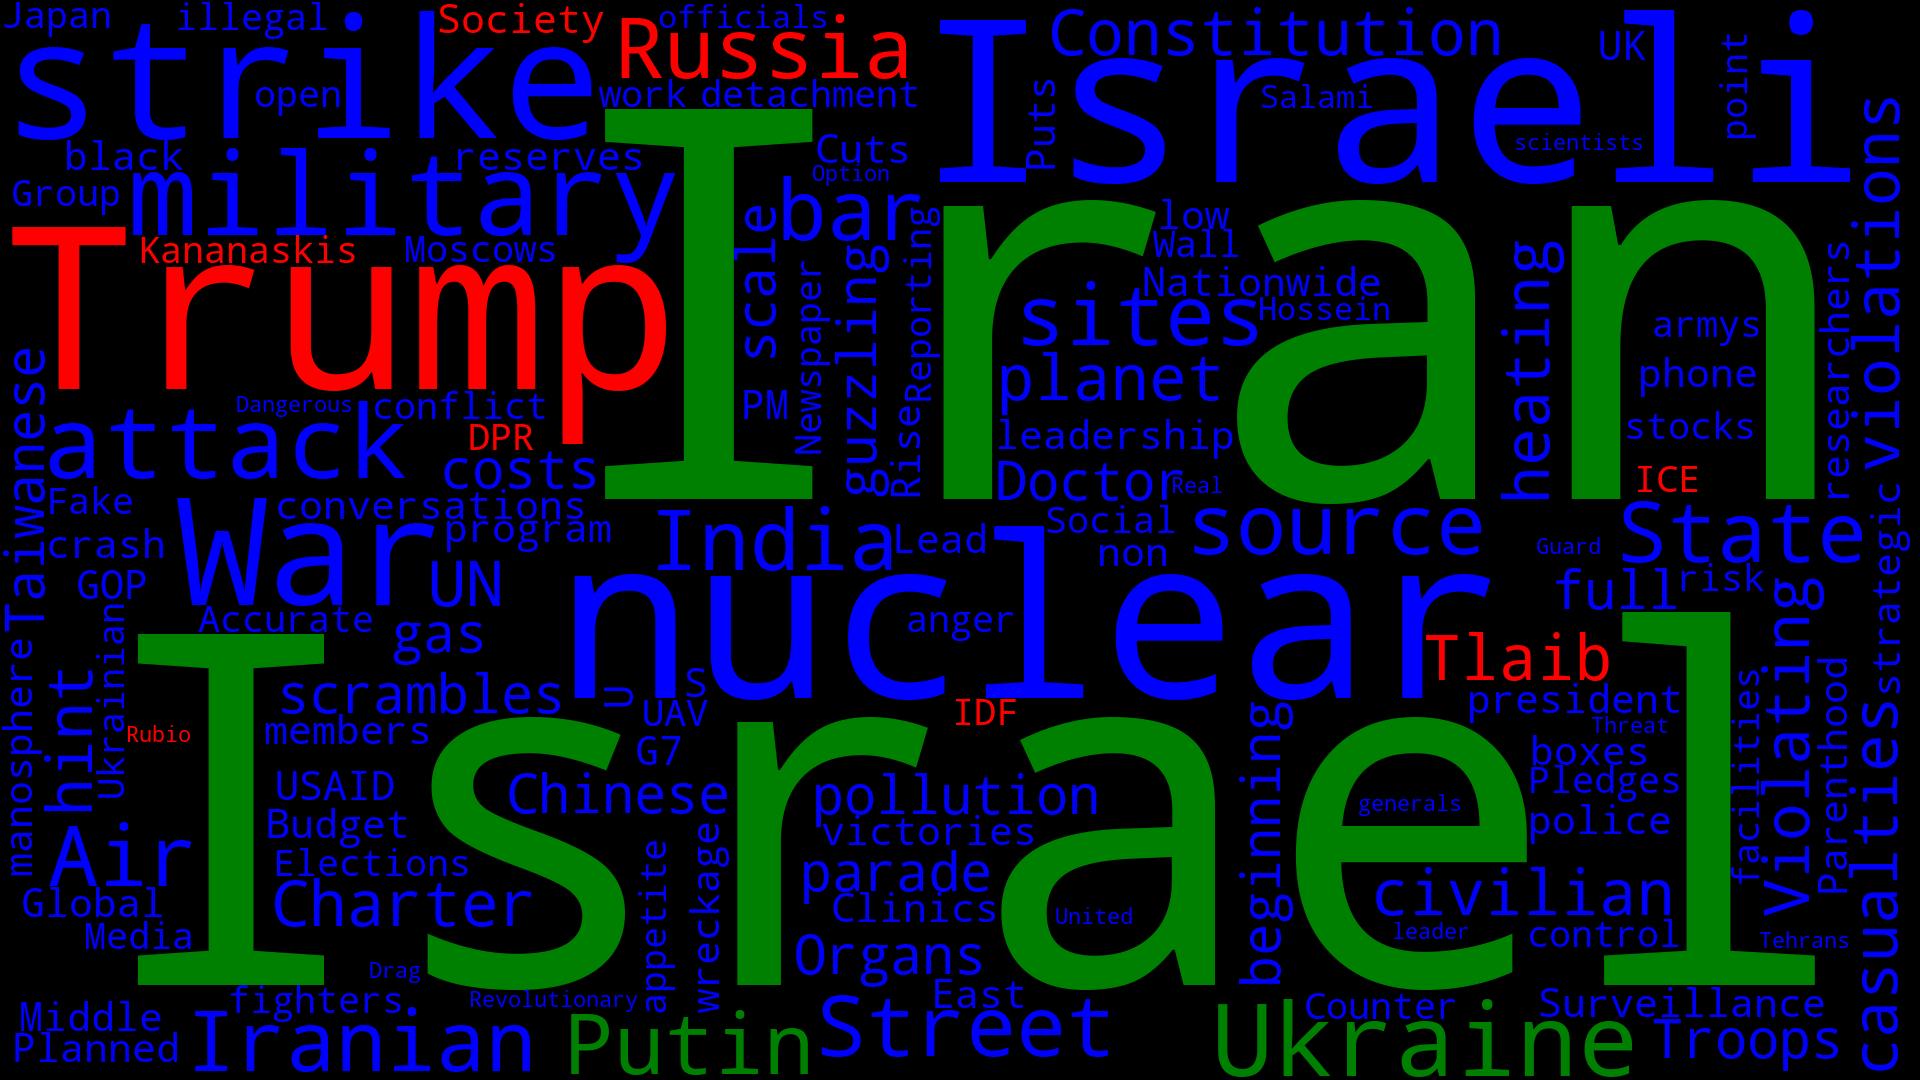 Japan
illegal
Society
officials
Russia
strike
open
work
detachment
Israeli
Constitution
UK
point
Puts
Salami
scientists
violations
black
reserves
Cuts
Option
Group
military
bar
scale
low
Wall
Trump
Kananaskis
Moscows
Iran
Nationwide
sites
Hossein
heating
armys
researchers
Newspaper
guzzling
Reporting
Rise
planet
phone
PM
Dangerous
conflict
DPR
attack
costs
leadership
stocks
Doctor
Real
ICE
Taiwanese
Fake
conversations
program
crash
War
India
Lead
Social
non
source
Guard
State
strategic
GOP
UN
full
risk
Accurate
gas
nuclear
anger
Tlaib
Ukrainian
manosphere
hint
scrambles
U
S
UAV
IDF
president
Threat
Rubio
members
G7
boxes
Pledges
USAID
Chinese
pollution
generals
police
Budget
victories
Israel
Air
Elections
parade
beginning
facilities
Violating
Parenthood
casualties
Global
Charter
Clinics
United
civilian
leader
control
Tehrans
Media
appetite
wreckage
Organs
Drag
fighters
Revolutionary
East
Middle
Planned
Iranian
Putin
Street
Ukraine
Counter
Surveillance
Troops